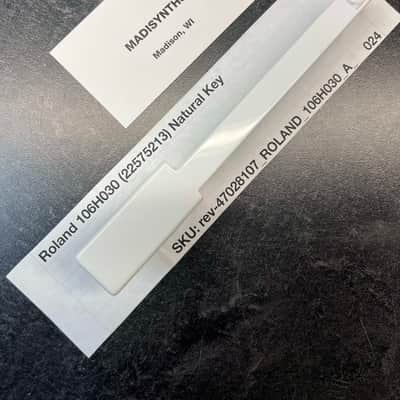 MADISYNTH
Madison, WI
Roland 106H030 (22575213) Natural Key
SKU: rev-47028107_ROLAND_106H030_A_ 024